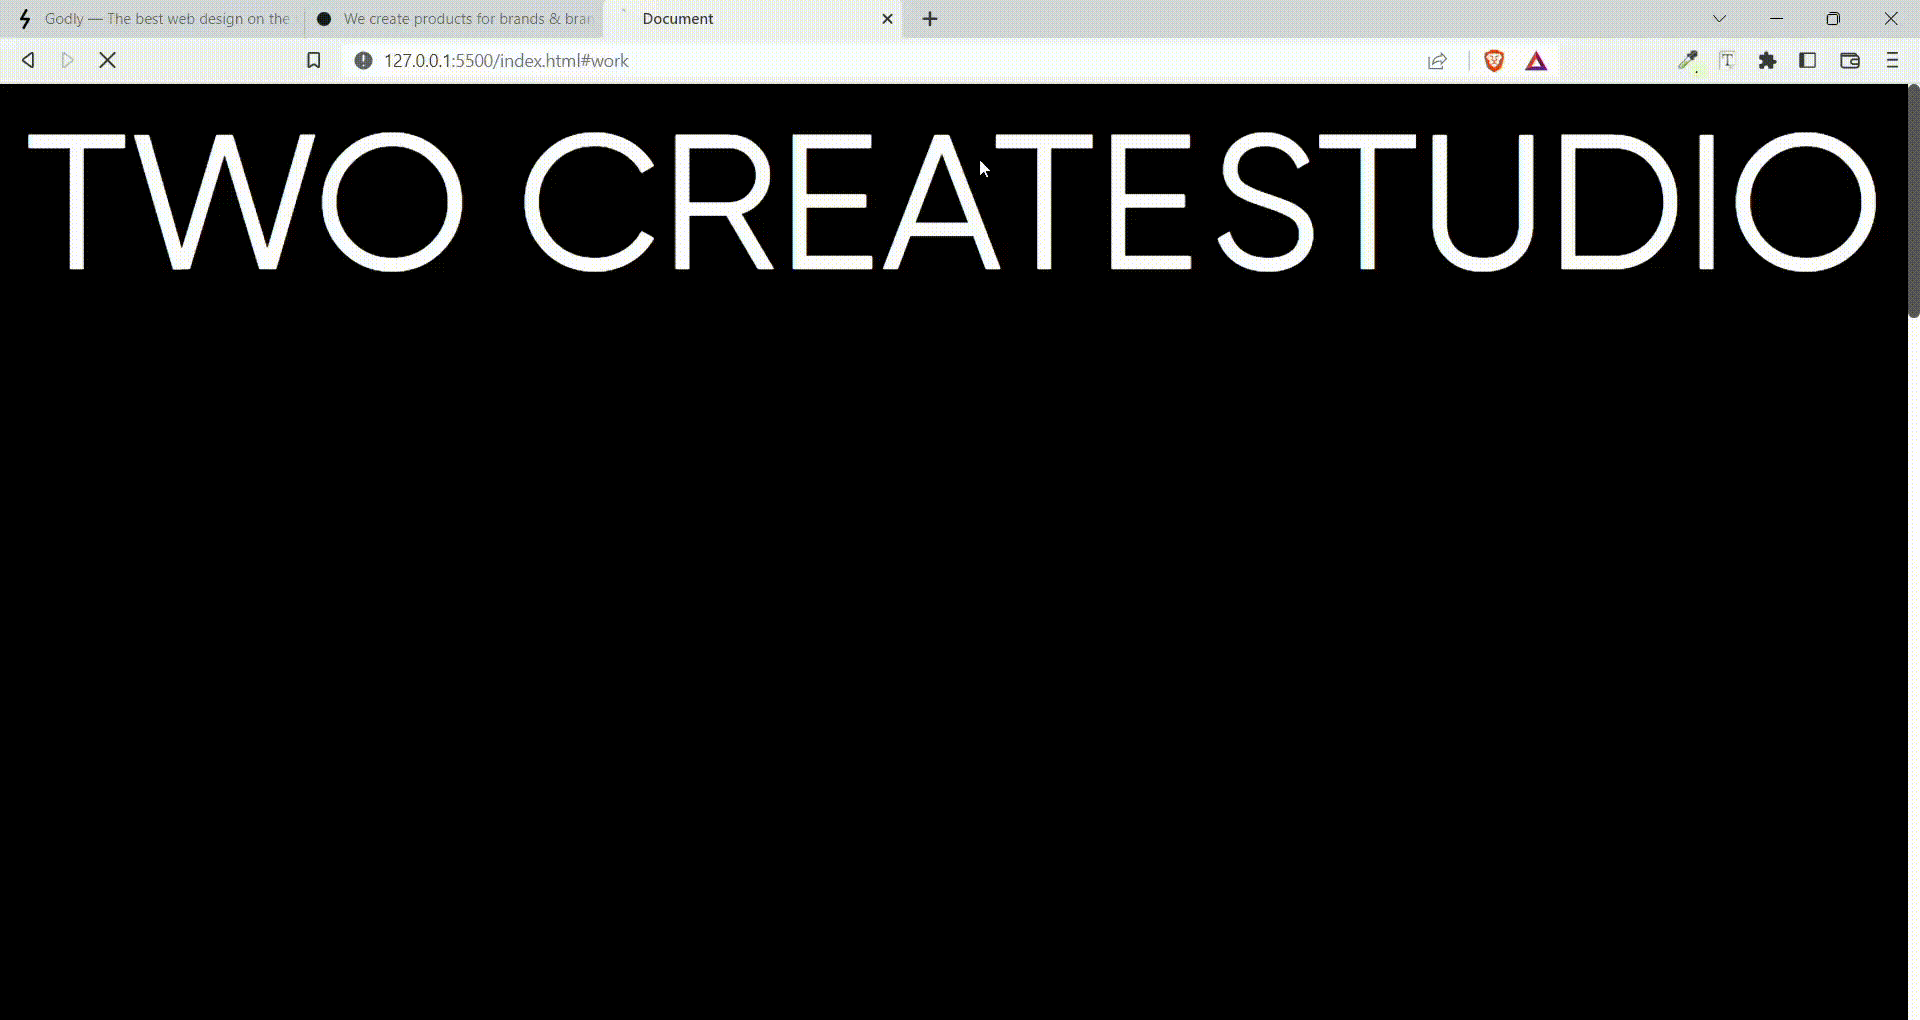 Godly — The best web design on the
We create products for brands & bran
Document
127.0.0.1:5500/index.html#work
TWO CREATESTUDIO